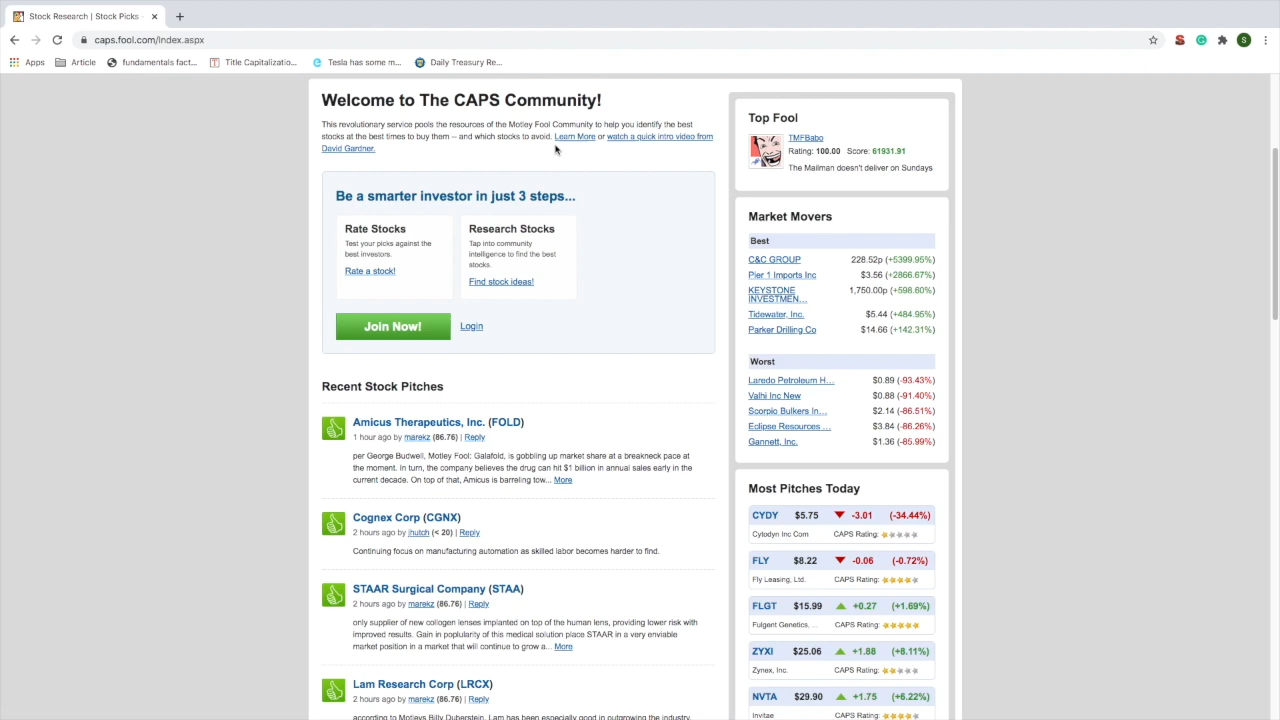 Stock Research | Stock Picks
caps.fool.com/Index.aspx
S
Apps
Article
fundamentals fact...
Title Capitalizatio...
Tesla has some m...
Daily Treasury Re...
Welcome to The CAPS Community!
This revolutionary service pools the resources of the Motley Fool Community to help you identify the best
stocks at the best times to buy them -- and which stocks to avoid. Learn More or watch a quick intro video from
David Gardner.
Be a smarter investor in just 3 steps...
Rate Stocks
Test your picks against the
best investors.
Rate a stock!
Research Stocks
Tap into community
intelligence to find the best
stocks.
Find stock ideas!
Join Now!
Login
Recent Stock Pitches
Amicus Therapeutics, Inc. (FOLD)
1 hour ago by marekz (86.76) | Reply
per George Budwell, Motley Fool: Galafold, is gobbling up market share at a breakneck pace at
the moment. In turn, the company believes the drug can hit $1 billion in annual sales early in the
current decade. On top of that, Amicus is barreling tow... More
Cognex Corp (CGNX)
2 hours ago by jhutch (< 20) | Reply
Continuing focus on manufacturing automation as skilled labor becomes harder to find.
STAAR Surgical Company (STAA)
2 hours ago by marekz (86.76) | Reply
only supplier of new collogen lenses implanted on top of the human lens, providing lower risk with
improved results. Gain in poplularity of this medical solution place STAAR in a very enviable
market position in a market that will continue to grow a... More
Lam Research Corp (LRCX)
2 hours ago by marekz (86.76) | Reply
according to Motleys Billy Duberstein, Lam has been especially good in outgrowing the industry.
Top Fool
TMFBabo
Rating: 100.00 Score: 61931.91
The Mailman doesn't deliver on Sundays
Market Movers
Best
C&C GROUP 228.52p (+5399.95%)
Pier 1 Imports Inc $3.56 (+2866.67%)
KEYSTONE 1,750.00p (+598.60%)
INVESTMEN...
Tidewater, Inc. $5.44 (+484.95%)
Parker Drilling Co $14.66 (+142.31%)
Worst
Laredo Petroleum H... $0.89 (-93.43%)
Valhi Inc New $0.88 (-91.40%)
Scorpio Bulkers In... $2.14 (-86.51%)
Eclipse Resources ... $3.84 (-86.26%)
Gannett, Inc. $1.36 (-85.99%)
Most Pitches Today
CYDY $5.75 -3.01 (-34.44%)
Cytodyn Inc Com CAPS Rating:
FLY $8.22 -0.06 (-0.72%)
Fly Leasing, Ltd. CAPS Rating:
FLGT $15.99 +0.27 (+1.69%)
Fulgent Genetics, ... CAPS Rating:
ZYXI $25.06 +1.88 (+8.11%)
Zynex, Inc. CAPS Rating:
NVTA $29.90 +1.75 (+6.22%)
Invitae CAPS Rating: